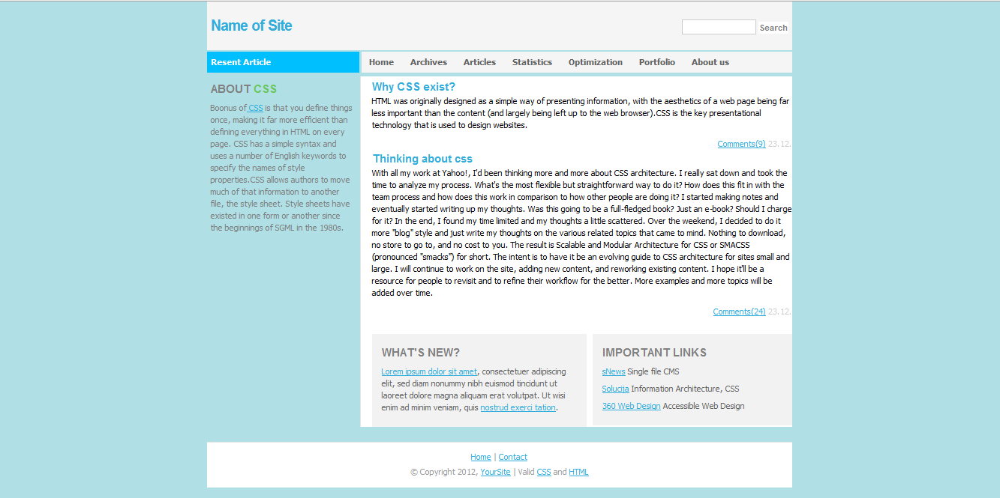 Name of Site
Search
Resent Article
Home Archives Articles Statistics Optimization Portfolio About us
ABOUT CSS
Boonus of CSS is that you define things
once, making it far more efficient than
defining everything in HTML on every
page. CSS has a simple syntax and
uses a number of English keywords to
specify the names of style
properties.CSS allows authors to move
much of that information to another
file, the style sheet. Style sheets have
existed in one form or another since
the beginnings of SGML in the 1980s.
Why CSS exist?
HTML was originally designed as a simple way of presenting information, with the aesthetics of a web page being far
less important than the content (and largely being left up to the web browser).CSS is the key presentational
technology that is used to design websites.
Comments(9) 23.12.
Thinking about css
With all my work at Yahoo!, I'd been thinking more and more about CSS architecture. I really sat down and took the
time to analyze my process. What's the most flexible but straightforward way to do it? How does this fit in with the
team process and how does this work in comparison to how other people are doing it? I started making notes and
eventually started writing up my thoughts. Was this going to be a full-fledged book? Just an e-book? Should I charge
for it? In the end, I found my time limited and my thoughts a little scattered. Over the weekend, I decided to do it
more "blog" style and just write my thoughts on the various related topics that came to mind. Nothing to download,
no store to go to, and no cost to you. The result is Scalable and Modular Architecture for CSS or SMACSS
(pronounced "smacks") for short. The intent is to have it be an evolving guide to CSS architecture for sites small and
large. I will continue to work on the site, adding new content, and reworking existing content. I hope it'll be a
resource for people to revisit and to refine their workflow for the better. More examples and more topics will be
added over time.
Comments(24) 23.12.
WHAT'S NEW?
Lorem ipsum dolor sit amet, consectetuer adipiscing
elit, sed diam nonummy nibh euismod tincidunt ut
laoreet dolore magna aliquam erat volutpat. Ut wisi
enim ad minim veniam, quis nostrud exerci tation.
IMPORTANT LINKS
sNews Single file CMS
Solucija Information Architecture, CSS
360 Web Design Accessible Web Design
Home | Contact
© Copyright 2012, YourSite | Valid CSS and HTML